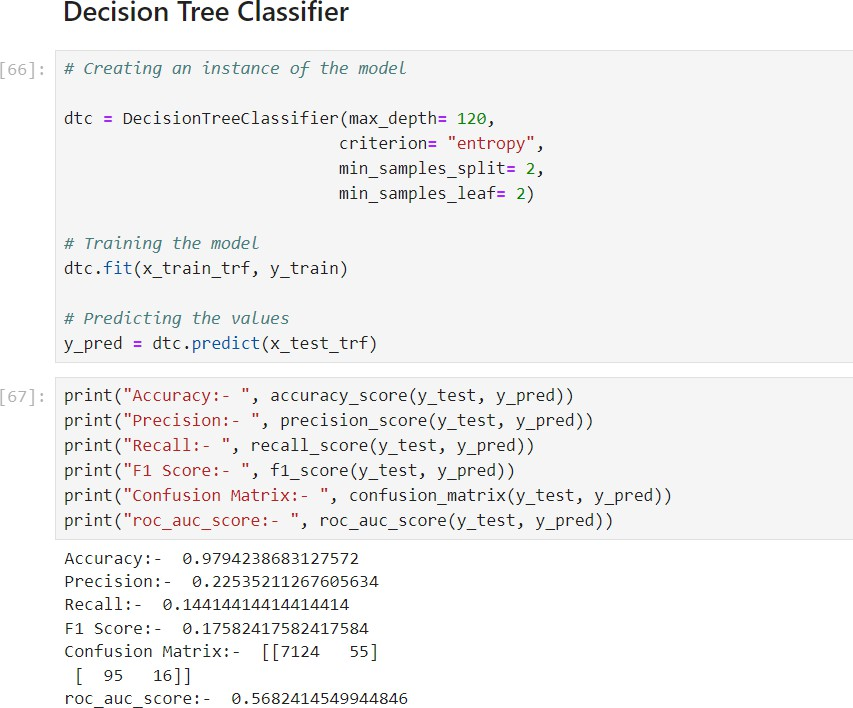 Decision Tree Classifier
[66]:
# Creating an instance of the model
dtc = DecisionTreeClassifier(max_depth= 120,
criterion= "entropy",
min_samples_split= 2,
min_samples_leaf= 2)
# Training the model
dtc.fit(x_train_trf, y_train)
# Predicting the values
y_pred = dtc.predict(x_test_trf)
[67]:
print("Accuracy:- ", accuracy_score(y_test, y_pred))
print("Precision:- ", precision_score(y_test, y_pred))
print("Recall:- ", recall_score(y_test, y_pred))
print("F1 Score:- ", f1_score(y_test, y_pred))
print("Confusion Matrix:- ", confusion_matrix(y_test, y_pred))
print("roc_auc_score:- ", roc_auc_score(y_test, y_pred))
Accuracy:-  0.9794238683127572
Precision:-  0.22535211267605634
Recall:-  0.14414414414414414
F1 Score:-  0.17582417582417584
Confusion Matrix:-  [[7124   55]
[  95   16]]
roc_auc_score:-  0.5682414549944846